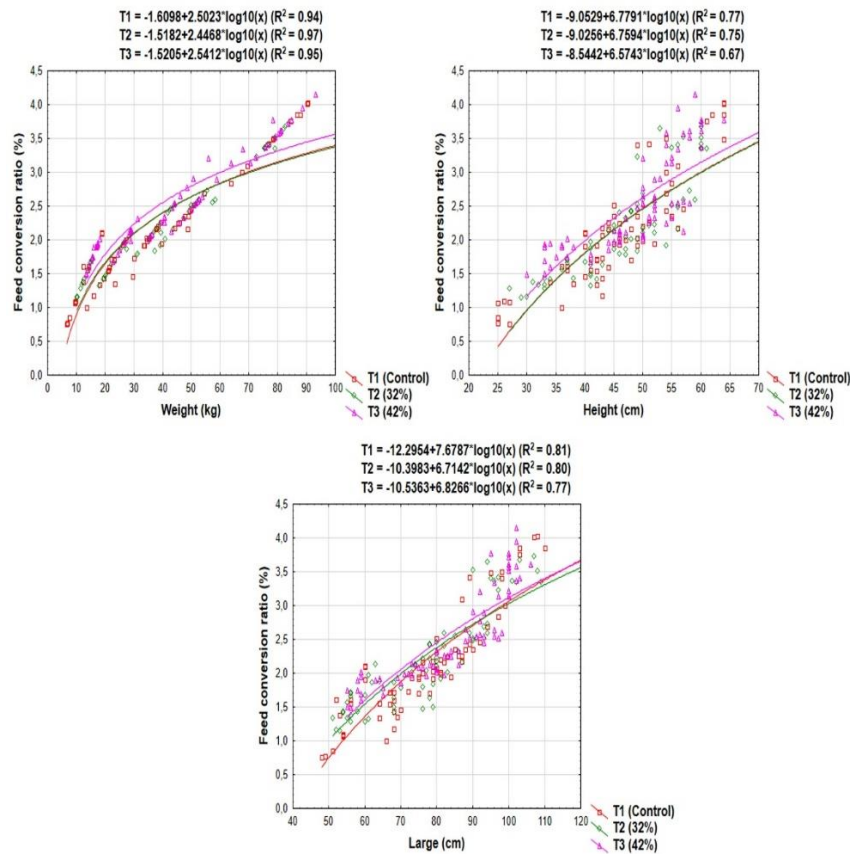 T1 = -1.6098+2.5023*log10(x) (R² = 0.94)
T2 = -1.5182+2.4468*log10(x) (R² = 0.97)
T3 = -1.5205+2.5412*log10(x) (R² = 0.95)
4,5
4,0
3,5
3,0
2,5
2,0
1,5
1,0
0,5
0,0
Feed conversion ratio (%)
0 10 20 30 40 50 60 70 80 90 100
Weight (kg)
T1 (Control)
T2 (32%)
T3 (42%)
T1 = -9.0529+6.7791*log10(x) (R² = 0.77)
T2 = -9.0256+6.7594*log10(x) (R² = 0.75)
T3 = -8.5442+6.5743*log10(x) (R² = 0.67)
4,5
4,0
3,5
3,0
2,5
2,0
1,5
1,0
0,5
0,0
Feed conversion ratio (%)
20 25 30 35 40 45 50 55 60 65 70
Height (cm)
T1 (Control)
T2 (32%)
T3 (42%)
T1 = -12.2954+7.6787*log10(x) (R² = 0.81)
T2 = -10.3983+6.7142*log10(x) (R² = 0.80)
T3 = -10.5363+6.8266*log10(x) (R² = 0.77)
4,5
4,0
3,5
3,0
2,5
2,0
1,5
1,0
0,5
0,0
Feed conversion ratio (%)
40 50 60 70 80 90 100 110 120
Large (cm)
T1 (Control)
T2 (32%)
T3 (42%)